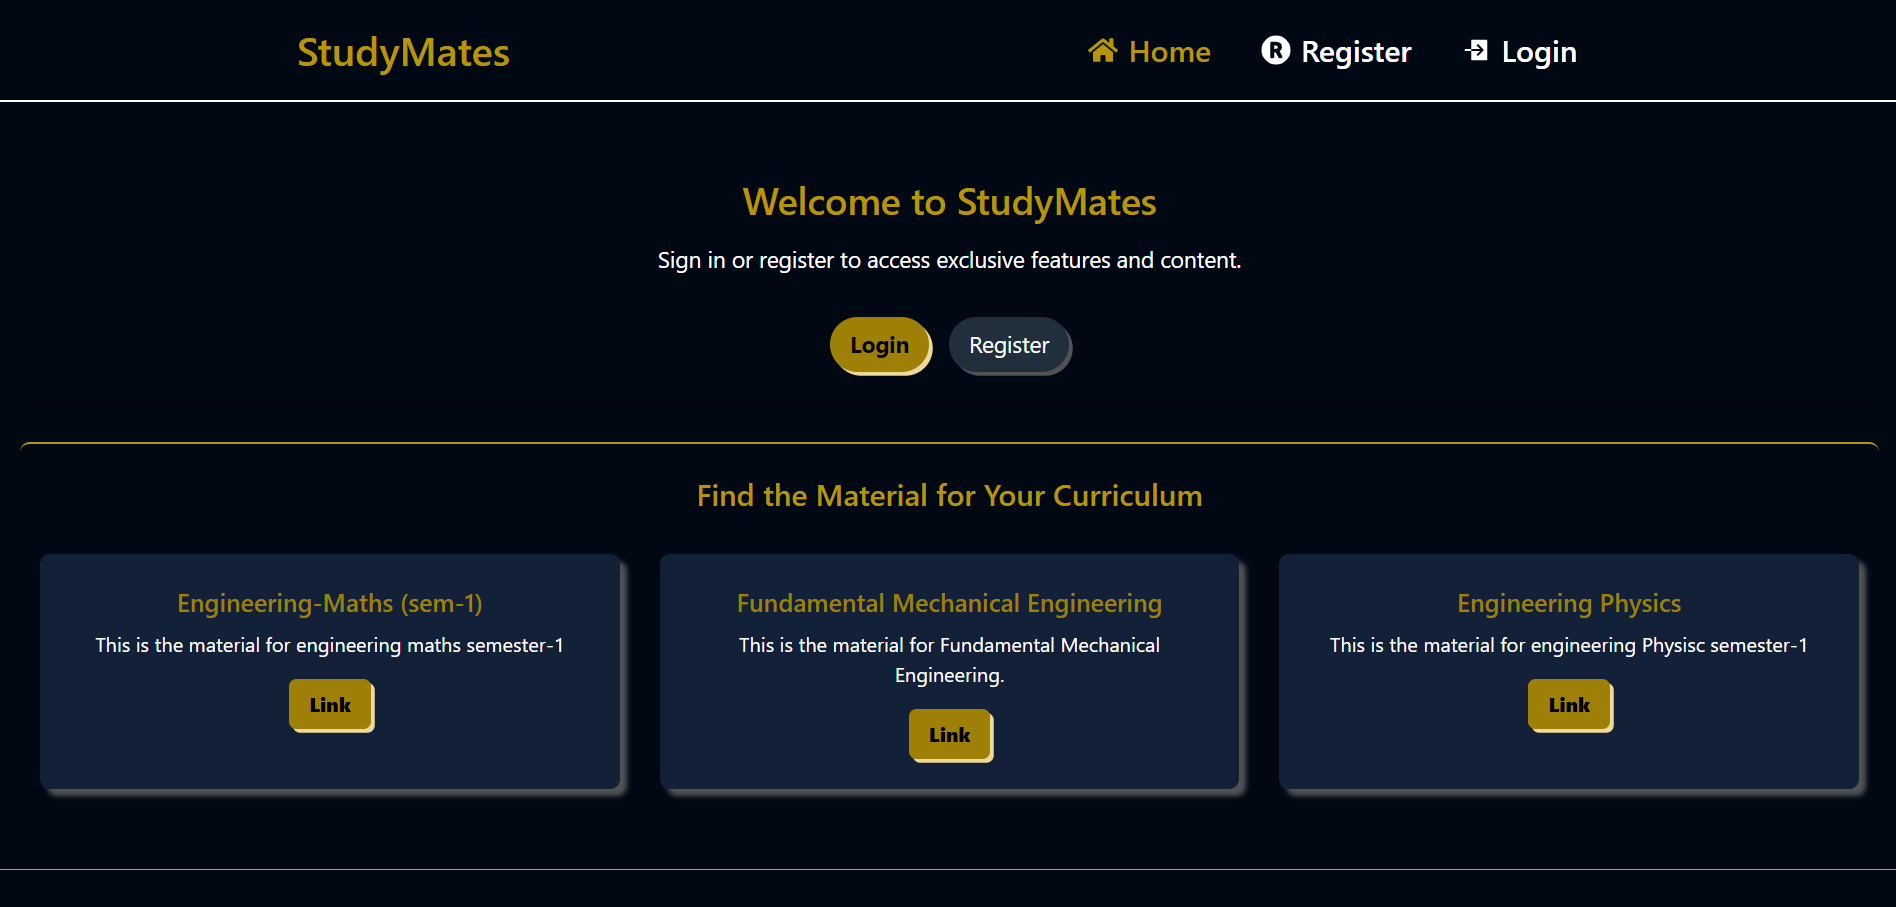 StudyMates
Home
Register
Login
Welcome to StudyMates
Sign in or register to access exclusive features and content.
Login
Register
Find the Material for Your Curriculum
Engineering-Maths (sem-1)
This is the material for engineering maths semester-1
Link
Fundamental Mechanical Engineering
This is the material for Fundamental Mechanical
Engineering.
Link
Engineering Physics
This is the material for engineering Physisc semester-1
Link